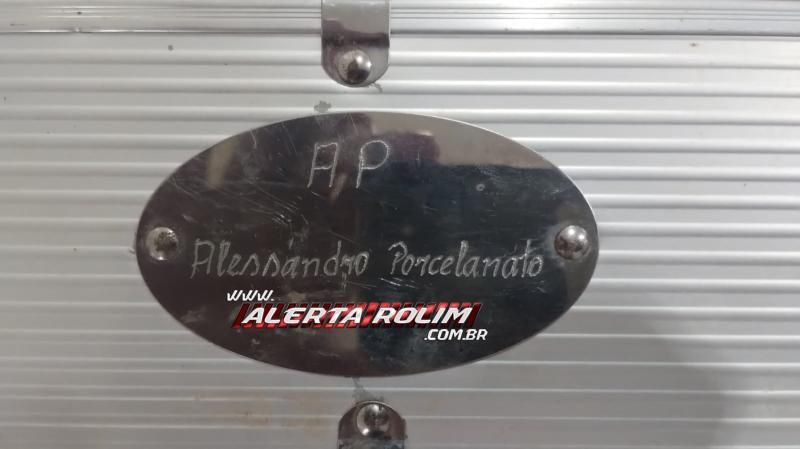 AP
Alessandro Porcelanato
www.
ALERTA ROLIM
.COM.BR